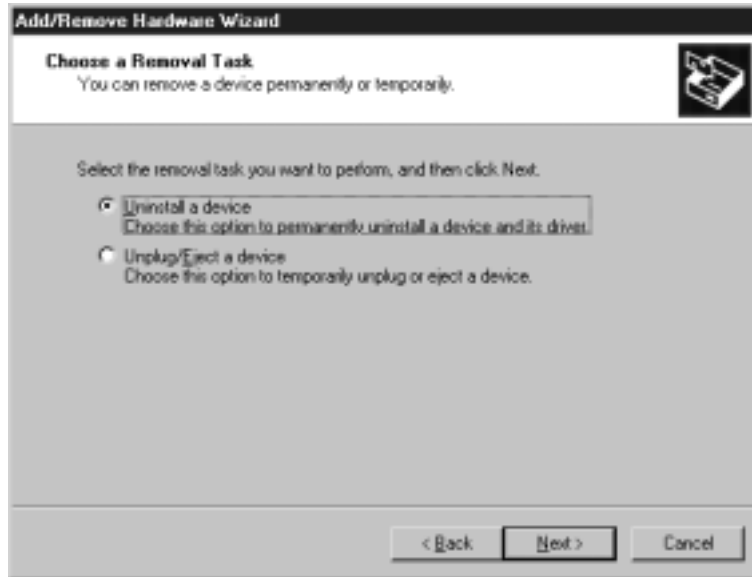 Add/Remove Hardware Wizard
Choose a Removal Task
You can remove a device permanently or temporarily.
Select the removal task you want to perform, and then click Next.
Uninstall a device
Choose this option to permanently uninstall a device and its driver.
Unplug/Eject a device
Choose this option to temporarily unplug or eject a device.
< Back
Next >
Cancel